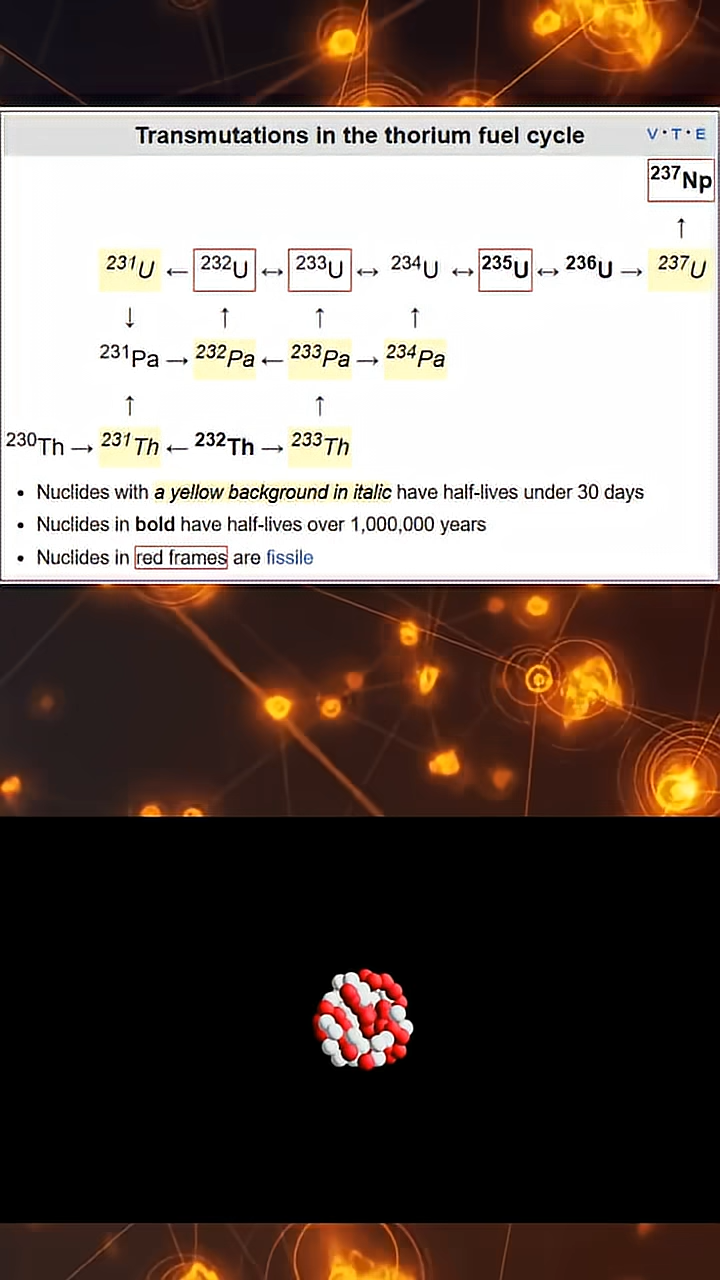 Transmutations in the thorium fuel cycle V·T·E
²³⁷Np
↑
²³¹U ← ²³²U ↔ ²³³U ↔ ²³⁴U ↔ ²³⁵U ↔ ²³⁶U → ²³⁷U
↓ ↑ ↑ ↑
²³¹Pa → ²³²Pa ← ²³³Pa → ²³⁴Pa
↑ ↑
²³⁰Th → ²³¹Th ← ²³²Th → ²³³Th
• Nuclides with a yellow background in italic have half-lives under 30 days
• Nuclides in bold have half-lives over 1,000,000 years
• Nuclides in red frames are fissile